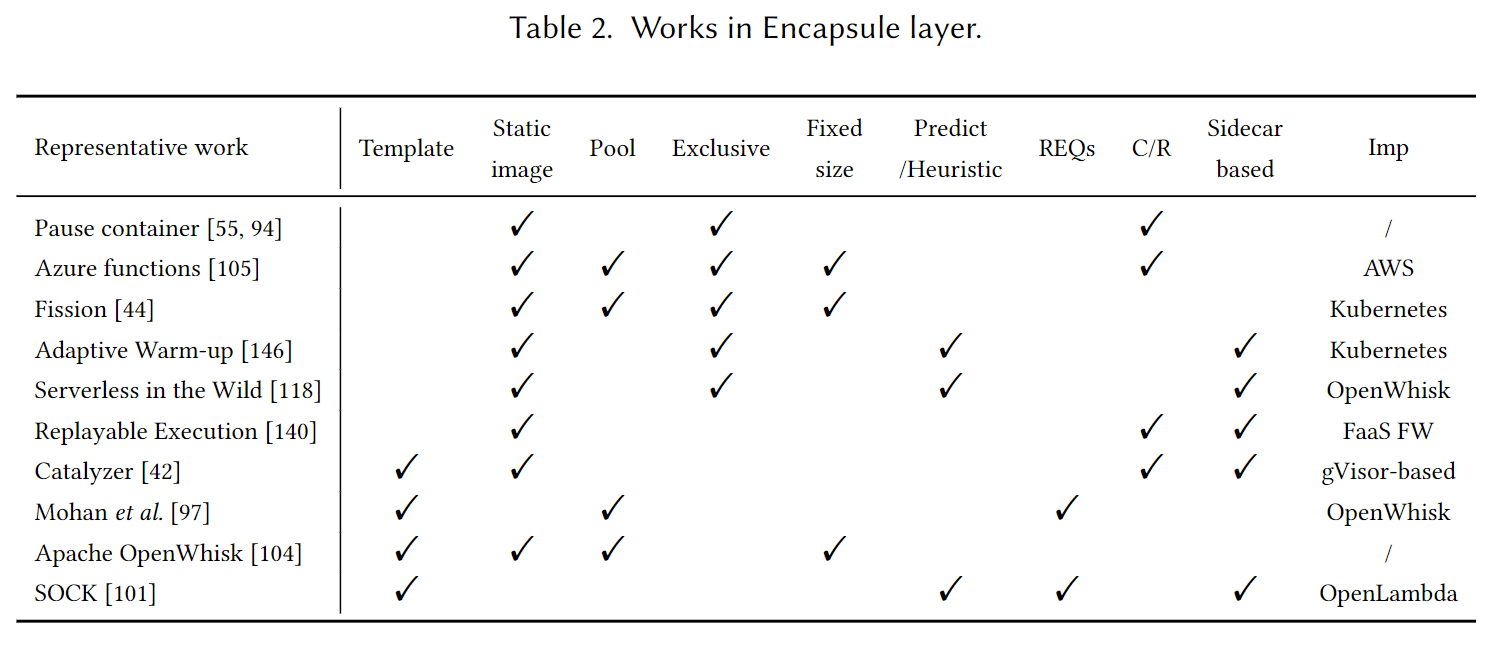 Table 2. Works in Encapsule layer.
Representative work Template Static image Pool Exclusive Fixed size Predict /Heuristic REQs C/R Sidecar based Imp
Pause container [55, 94] ✓ ✓ ✓ /
Azure functions [105] ✓ ✓ ✓ ✓ ✓ AWS
Fission [44] ✓ ✓ ✓ ✓ Kubernetes
Adaptive Warm-up [146] ✓ ✓ ✓ ✓ Kubernetes
Serverless in the Wild [118] ✓ ✓ ✓ ✓ OpenWhisk
Replayable Execution [140] ✓ ✓ ✓ FaaS FW
Catalyzer [42] ✓ ✓ ✓ ✓ gVisor-based
Mohan et al. [97] ✓ ✓ ✓ OpenWhisk
Apache OpenWhisk [104] ✓ ✓ ✓ ✓ /
SOCK [101] ✓ ✓ ✓ ✓ OpenLambda